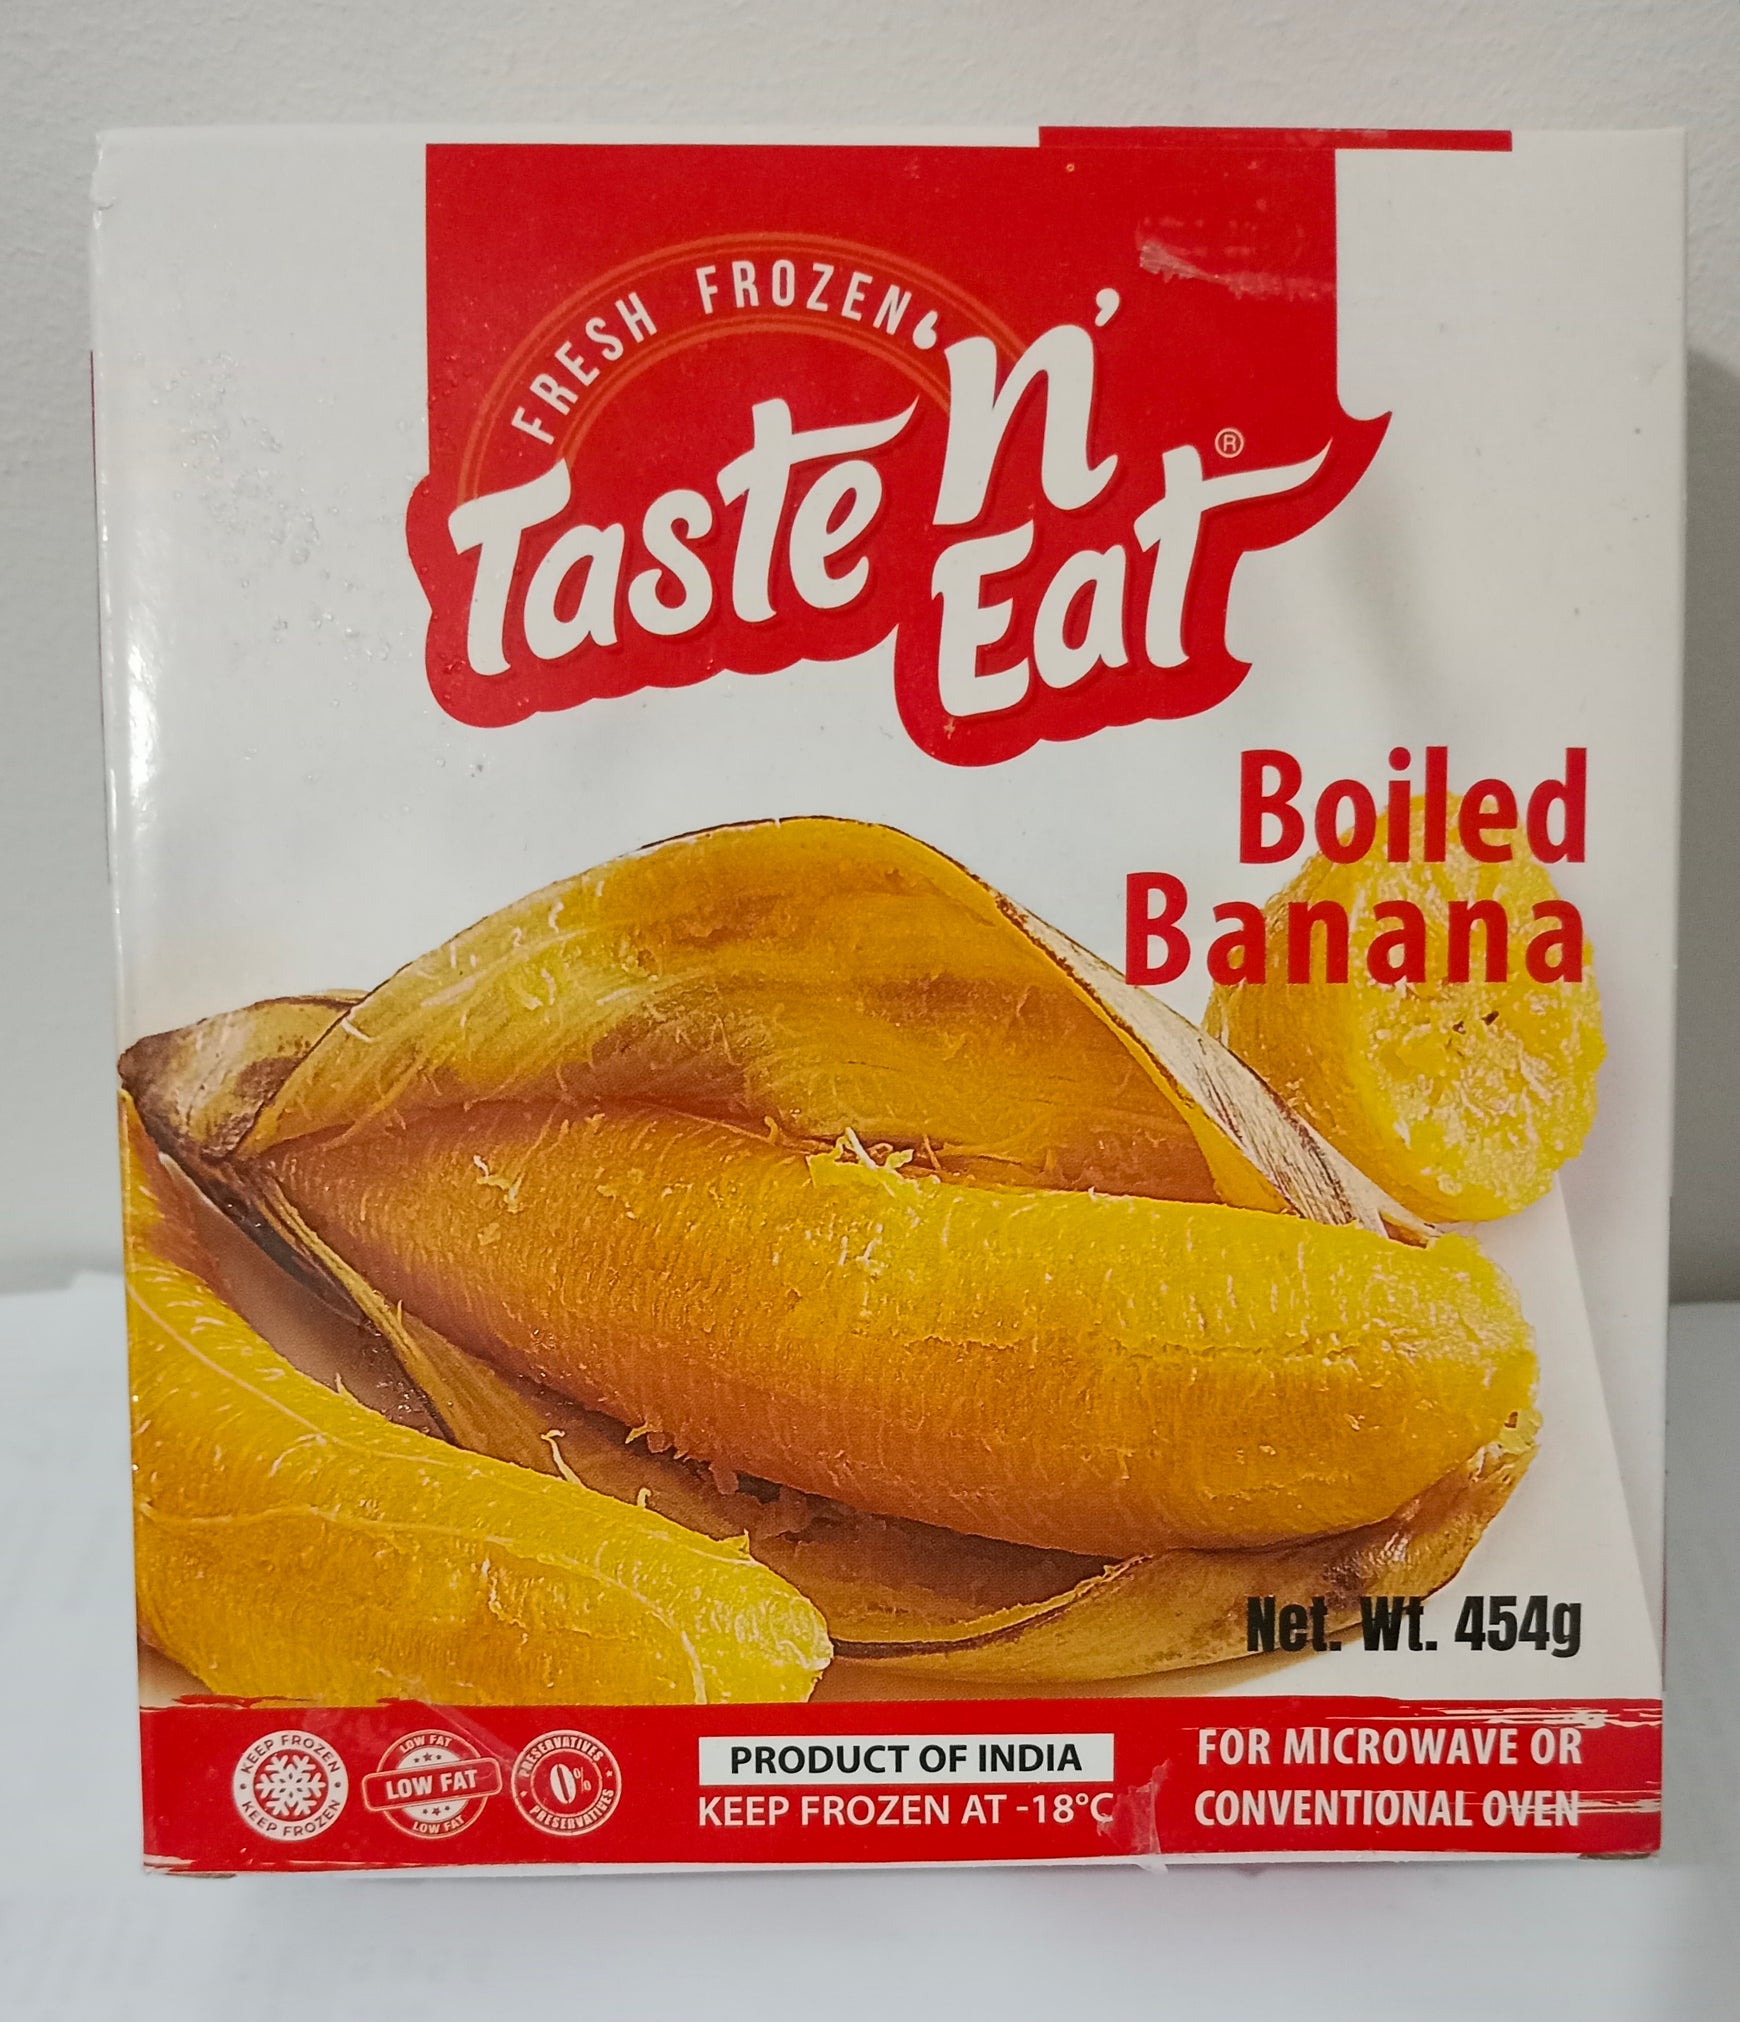 FRESH FROZEN
Taste 'n' Eat®
Boiled
Banana
Net. Wt. 454g
KEEP FROZEN
KEEP FROZEN
LOW FAT
LOW FAT
LOW FAT
PRESERVATIVES
0%
PRESERVATIVES
PRODUCT OF INDIA
KEEP FROZEN AT -18°C
FOR MICROWAVE OR
CONVENTIONAL OVEN